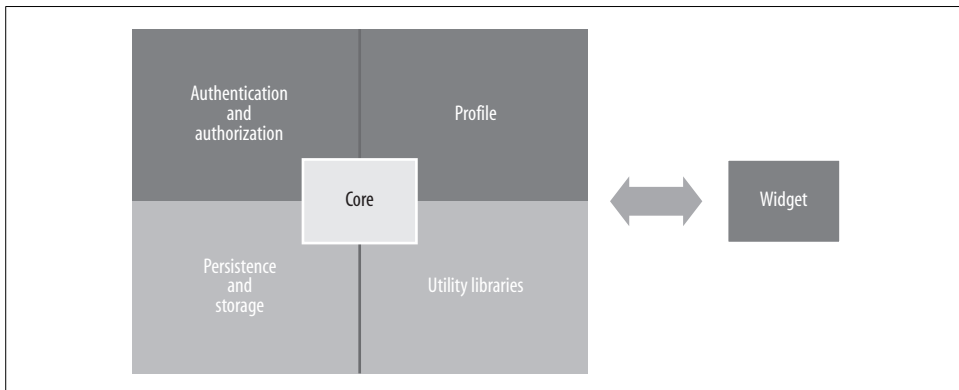 Authentication
and
authorization
Profile
Core
Widget
Persistence
and
storage
Utility libraries